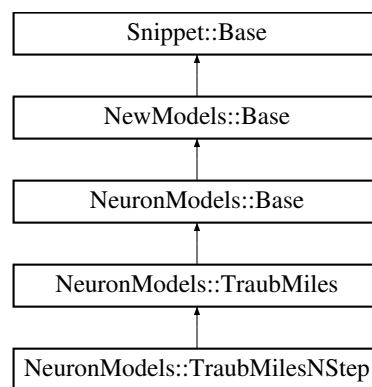 Snippet::Base
NewModels::Base
NeuronModels::Base
NeuronModels::TraubMiles
NeuronModels::TraubMilesNStep